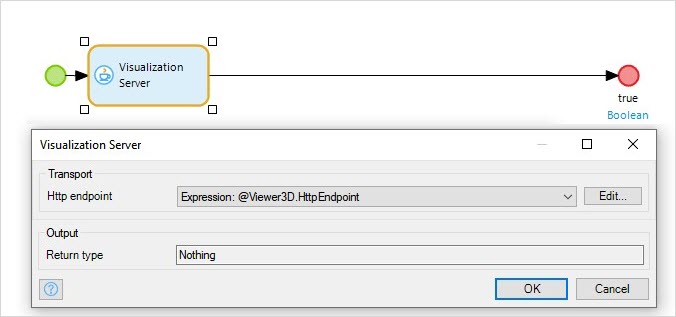 Visualization
Server
true
Boolean
Visualization Server
Transport
Http endpoint
Expression: @Viewer3D.HttpEndpoint
Edit...
Output
Return type
Nothing
?
OK
Cancel